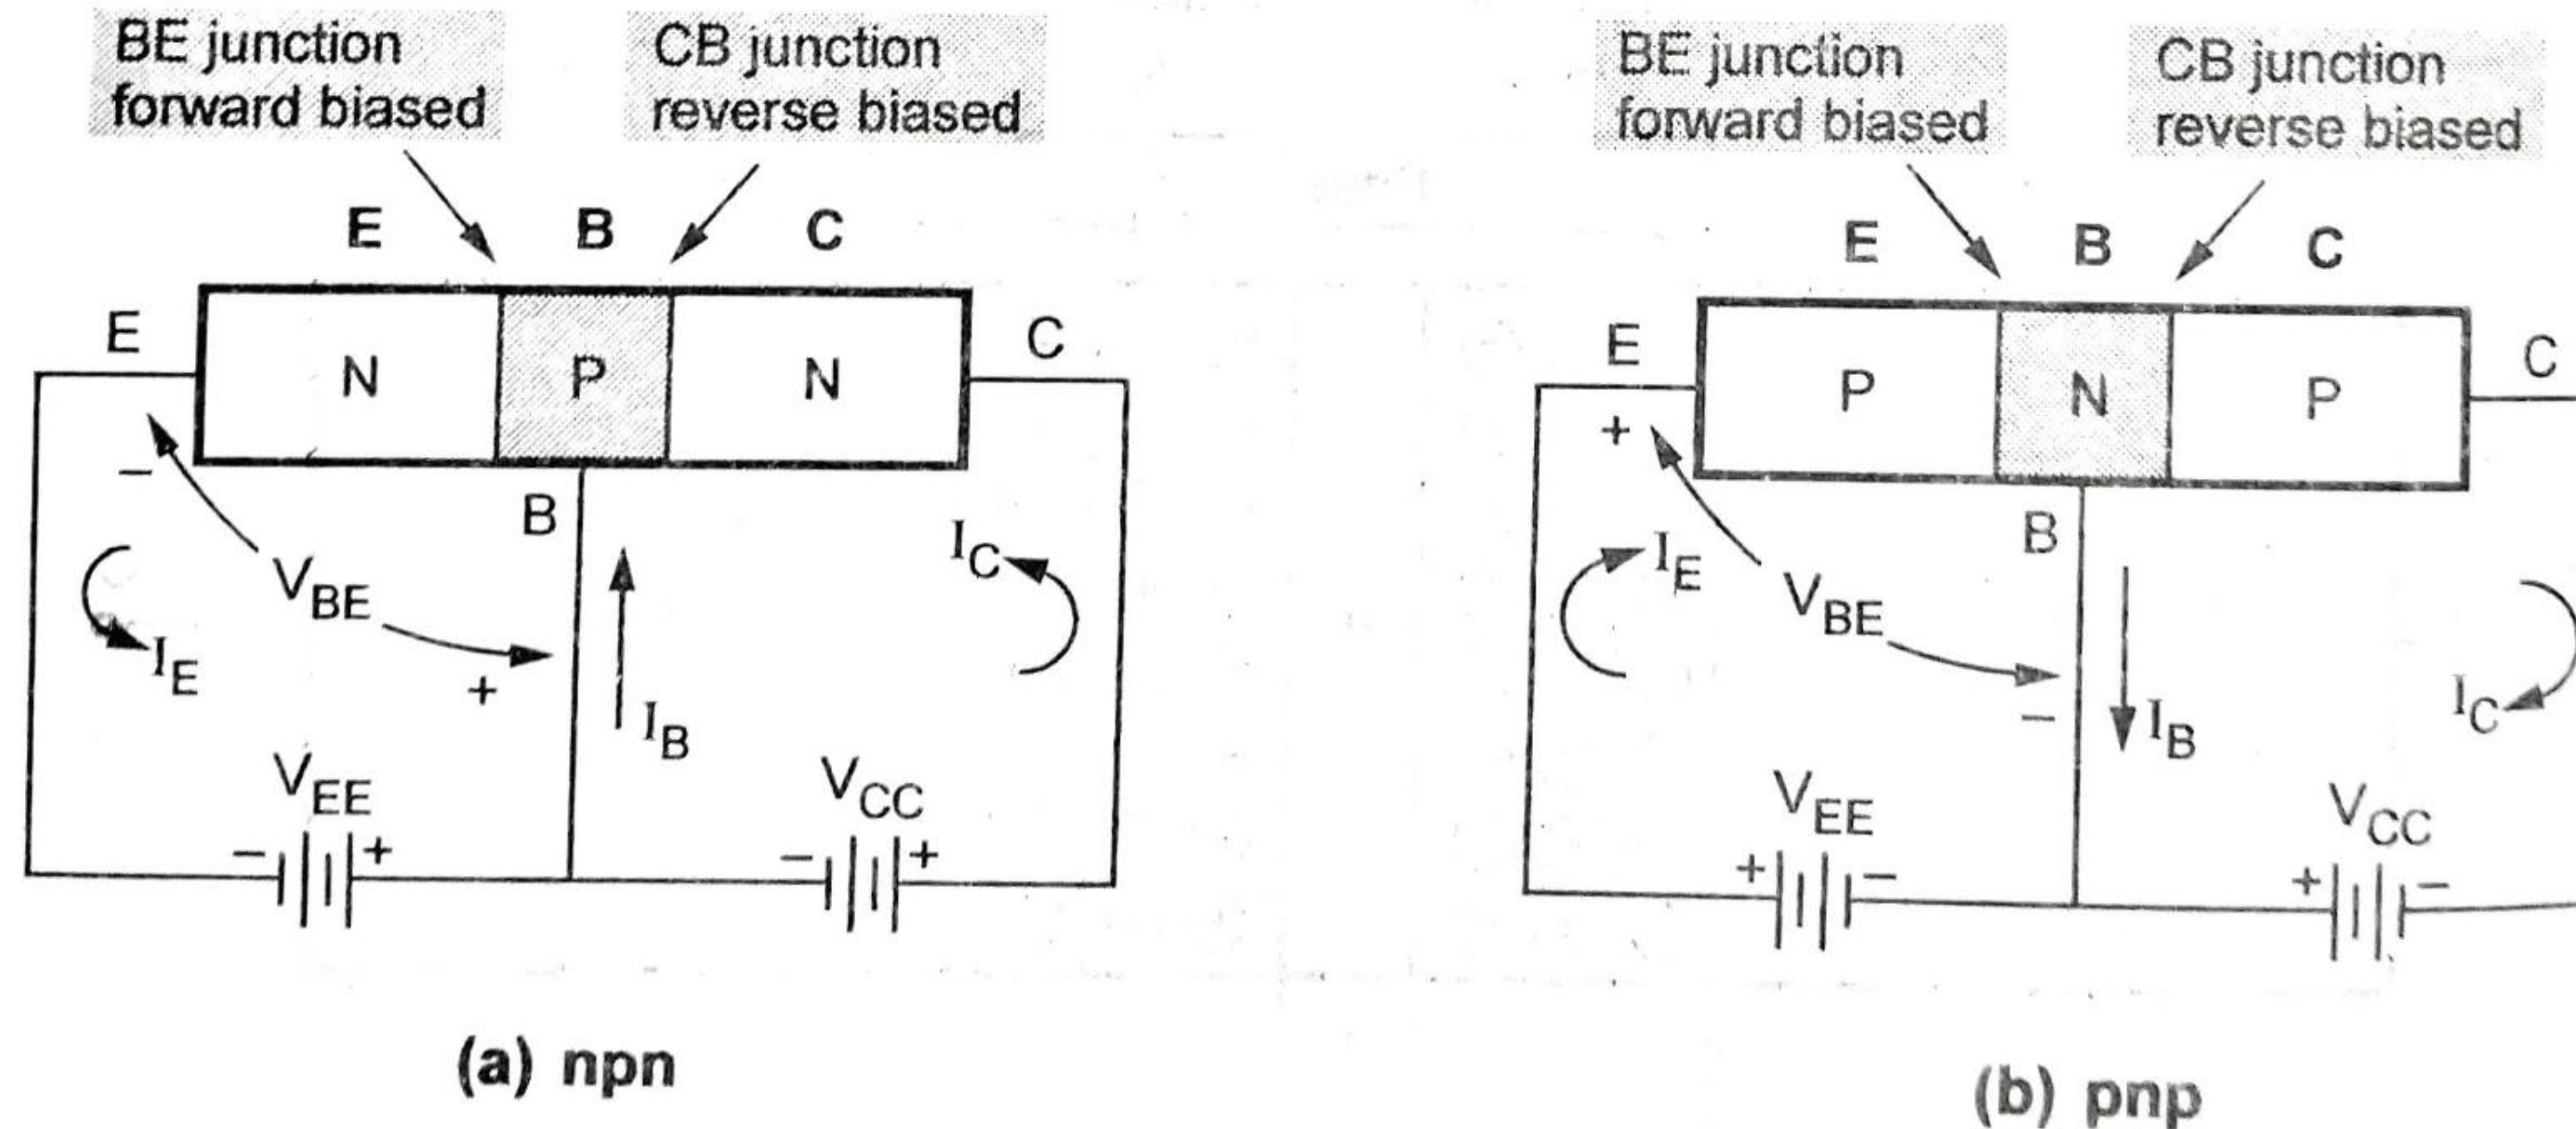 BE junction
forward biased
CB junction
reverse biased
E B C
E
N P N
C
−
B
V_BE
+
I_E
I_B
I_C
V_EE
− +
V_CC
− +
(a) npn
BE junction
forward biased
CB junction
reverse biased
E B C
E
P N P
C
+
B
I_E
V_BE
−
I_B
I_C
V_EE
+ −
V_CC
+ −
(b) pnp